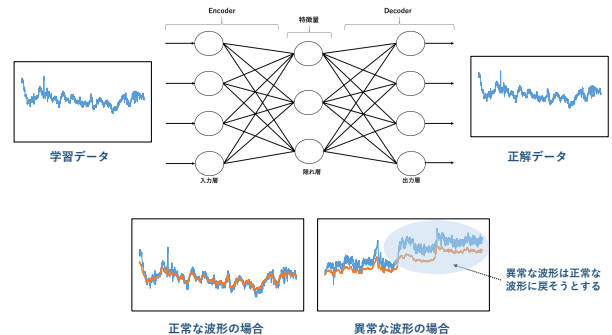 Encoder
特徴量
Decoder
学習データ
入力層
隠れ層
出力層
正解データ
異常な波形は正常な
波形に戻そうとする
正常な波形の場合
異常な波形の場合